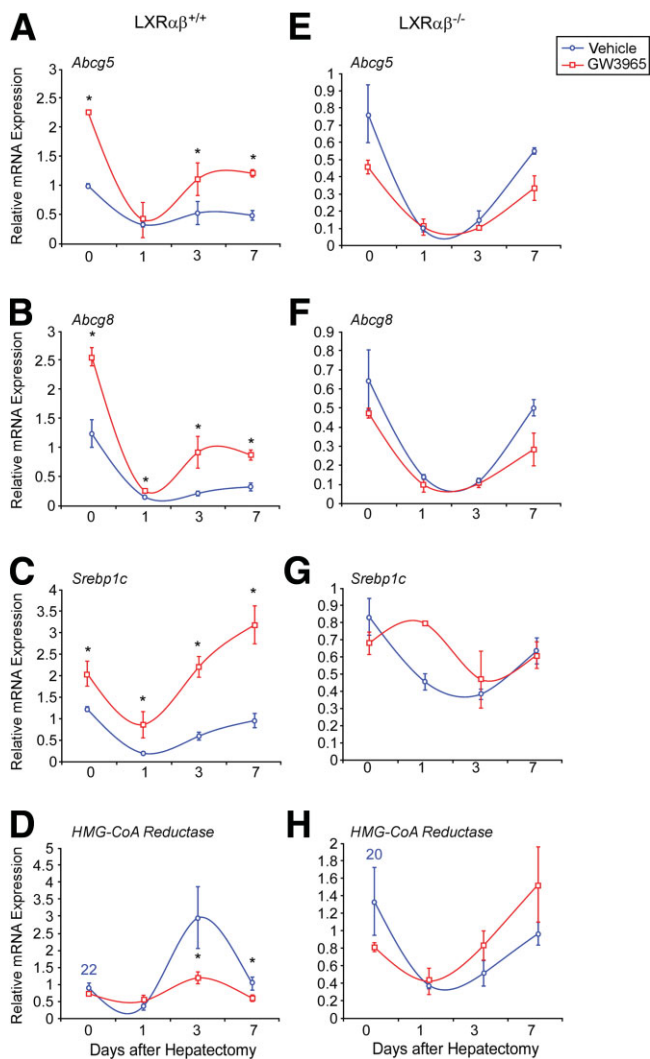 LXRαβ+/+
LXRαβ-/-
Vehicle
GW3965
A
Abcg5
Relative mRNA Expression
3
2.5
2
1.5
1
0.5
0
*
*
*
0 1 3 7
E
Abcg5
1
0.9
0.8
0.7
0.6
0.5
0.4
0.3
0.2
0.1
0
0 1 3 7
B
Abcg8
Relative mRNA Expression
3
2.5
2
1.5
1
0.5
0
*
*
*
*
0 1 3 7
F
Abcg8
1
0.9
0.8
0.7
0.6
0.5
0.4
0.3
0.2
0.1
0
0 1 3 7
C
Srebp1c
Relative mRNA Expression
4
3.5
3
2.5
2
1.5
1
0.5
0
*
*
*
*
0 1 3 7
G
Srebp1c
1
0.9
0.8
0.7
0.6
0.5
0.4
0.3
0.2
0.1
0
0 1 3 7
D
HMG-CoA Reductase
Relative mRNA Expression
5
4.5
4
3.5
3
2.5
2
1.5
1
0.5
0
22
*
*
0 1 3 7
Days after Hepatectomy
H
HMG-CoA Reductase
2
1.8
1.6
1.4
1.2
1
0.8
0.6
0.4
0.2
0
20
0 1 3 7
Days after Hepatectomy